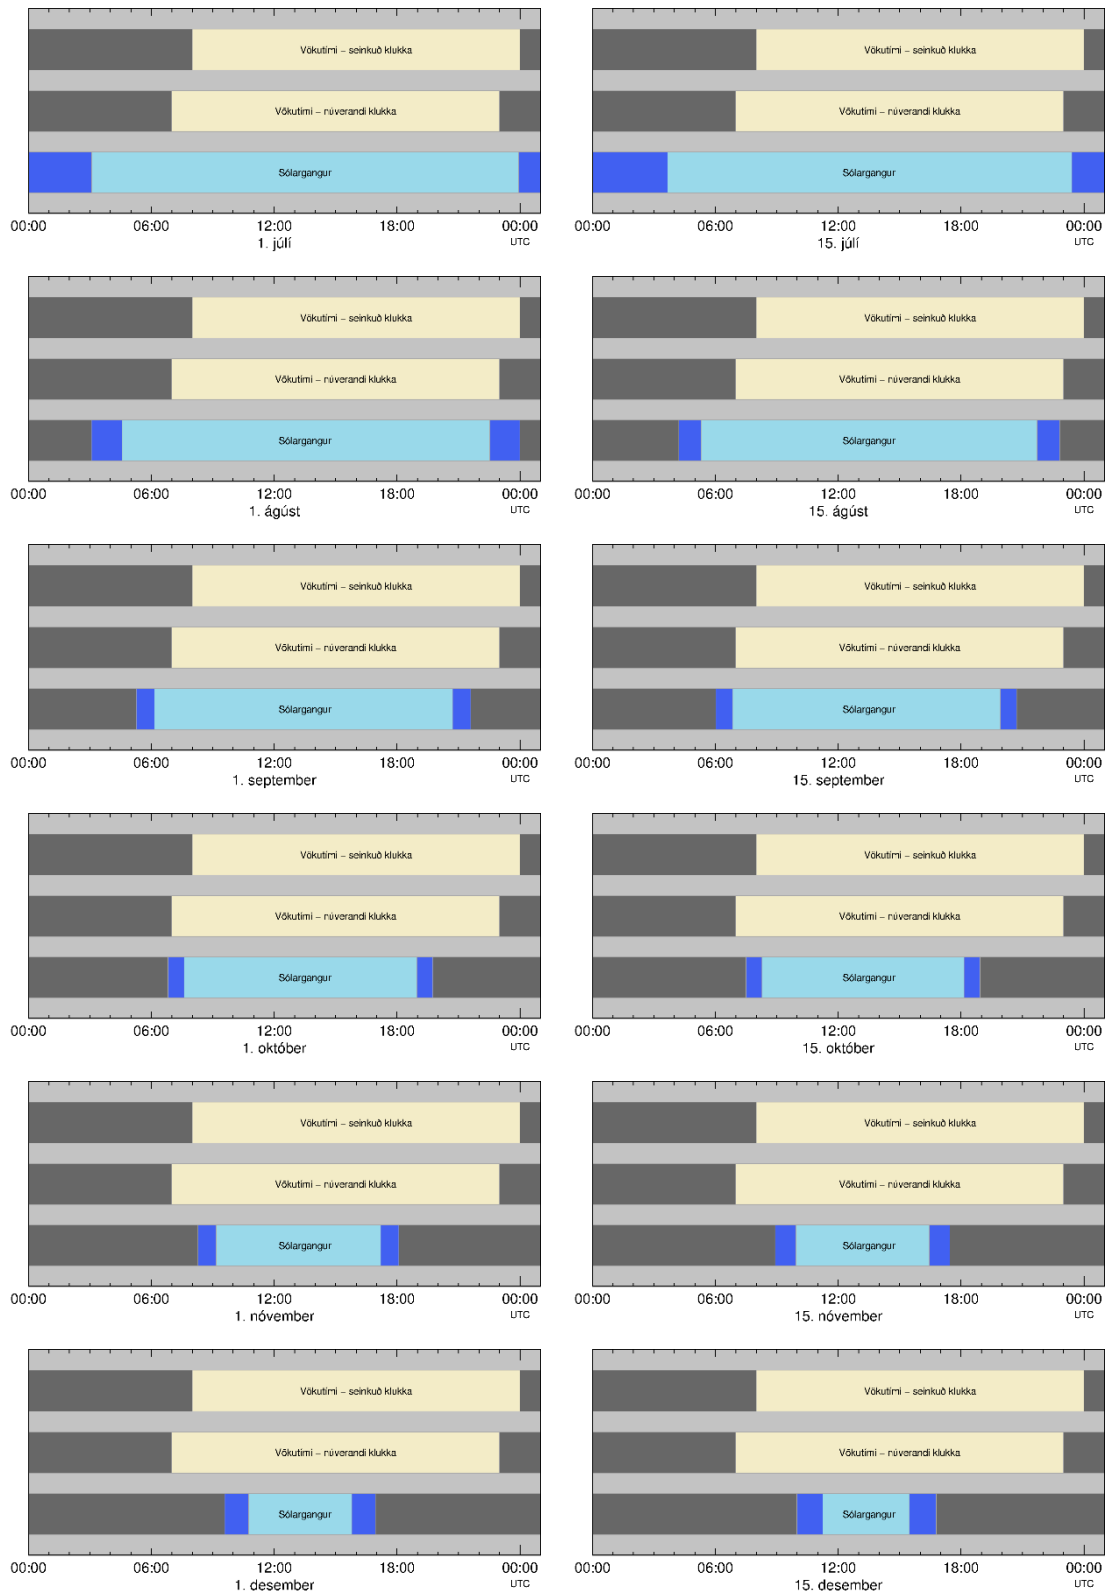 Vökutími – seinkuð klukka
Vökutími – núverandi klukka
Sólargangur
00:00 06:00 12:00 18:00 00:00
1. júlí UTC
Vökutími – seinkuð klukka
Vökutími – núverandi klukka
Sólargangur
00:00 06:00 12:00 18:00 00:00
15. júlí UTC
Vökutími – seinkuð klukka
Vökutími – núverandi klukka
Sólargangur
00:00 06:00 12:00 18:00 00:00
1. ágúst UTC
Vökutími – seinkuð klukka
Vökutími – núverandi klukka
Sólargangur
00:00 06:00 12:00 18:00 00:00
15. ágúst UTC
Vökutími – seinkuð klukka
Vökutími – núverandi klukka
Sólargangur
00:00 06:00 12:00 18:00 00:00
1. september UTC
Vökutími – seinkuð klukka
Vökutími – núverandi klukka
Sólargangur
00:00 06:00 12:00 18:00 00:00
15. september UTC
Vökutími – seinkuð klukka
Vökutími – núverandi klukka
Sólargangur
00:00 06:00 12:00 18:00 00:00
1. október UTC
Vökutími – seinkuð klukka
Vökutími – núverandi klukka
Sólargangur
00:00 06:00 12:00 18:00 00:00
15. október UTC
Vökutími – seinkuð klukka
Vökutími – núverandi klukka
Sólargangur
00:00 06:00 12:00 18:00 00:00
1. nóvember UTC
Vökutími – seinkuð klukka
Vökutími – núverandi klukka
Sólargangur
00:00 06:00 12:00 18:00 00:00
15. nóvember UTC
Vökutími – seinkuð klukka
Vökutími – núverandi klukka
Sólargangur
00:00 06:00 12:00 18:00 00:00
1. desember UTC
Vökutími – seinkuð klukka
Vökutími – núverandi klukka
Sólargangur
00:00 06:00 12:00 18:00 00:00
15. desember UTC